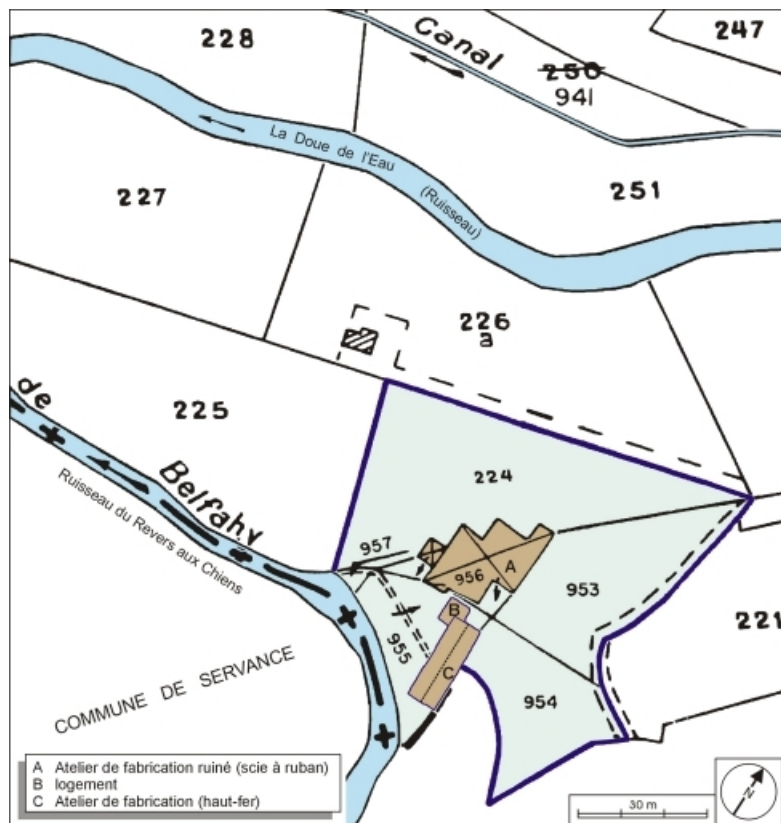 228
247
Canal
250
941
La Doue de l'Eau
(Ruisseau)
227
251
226
a
de
225
Belfahy
Ruisseau du Revers aux Chiens
224
957
956
A
953
B
955
221
C
954
COMMUNE DE SERVANCE
A Atelier de fabrication ruiné (scie à ruban)
B logement
C Atelier de fabrication (haut-fer)
30 m
N